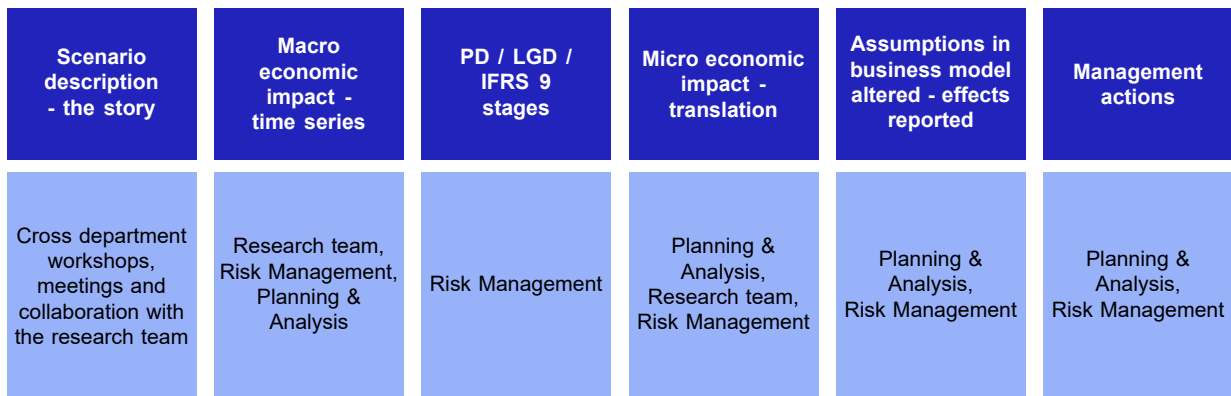 Scenario
description
- the story
Macro
economic
impact -
time series
PD / LGD /
IFRS 9
stages
Micro economic
impact -
translation
Assumptions in
business model
altered - effects
reported
Management
actions
Cross department
workshops,
meetings and
collaboration with
the research team
Research team,
Risk Management,
Planning &
Analysis
Risk Management
Planning &
Analysis,
Research team,
Risk Management
Planning &
Analysis,
Risk Management
Planning &
Analysis,
Risk Management